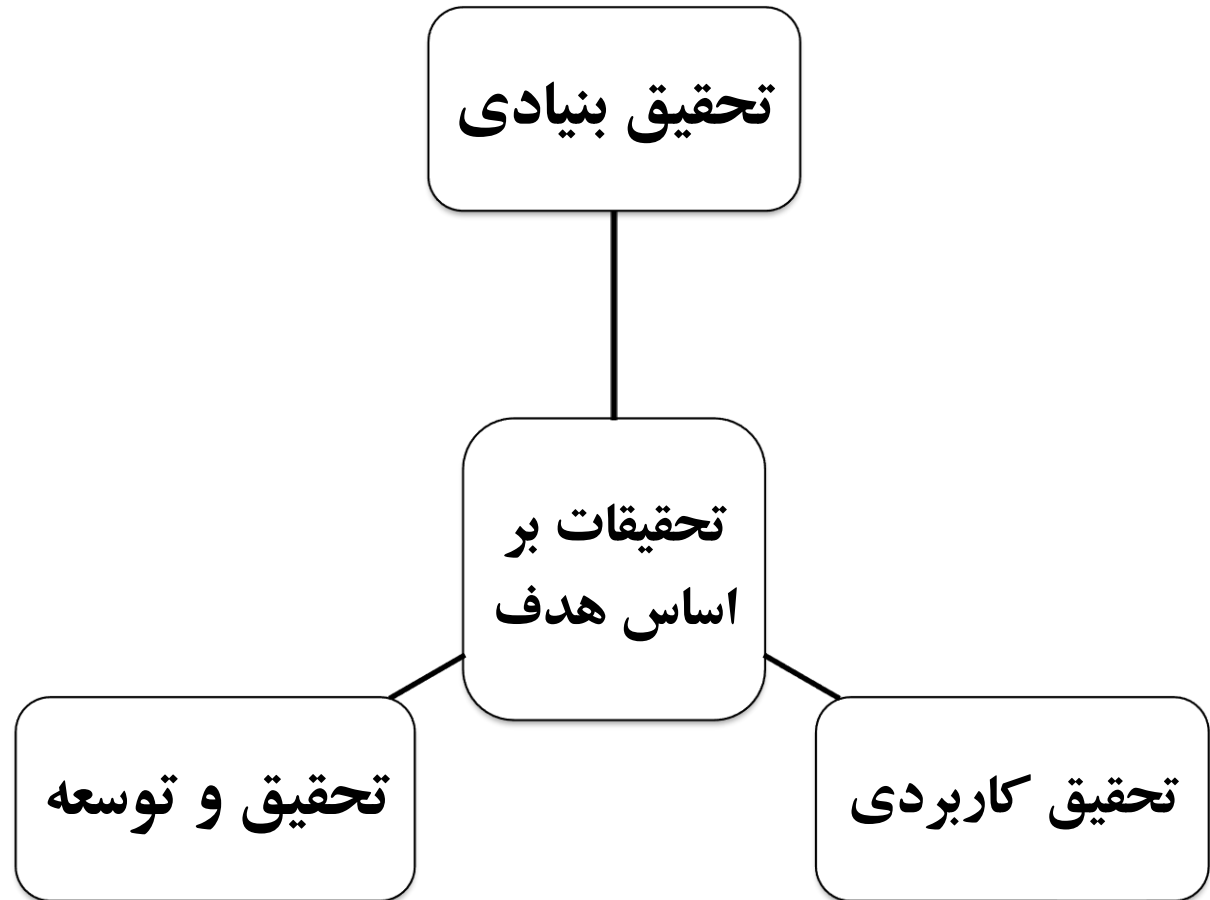 تحقیق بنیادی
تحقیقات بر
اساس هدف
تحقیق کاربردی
تحقیق و توسعه